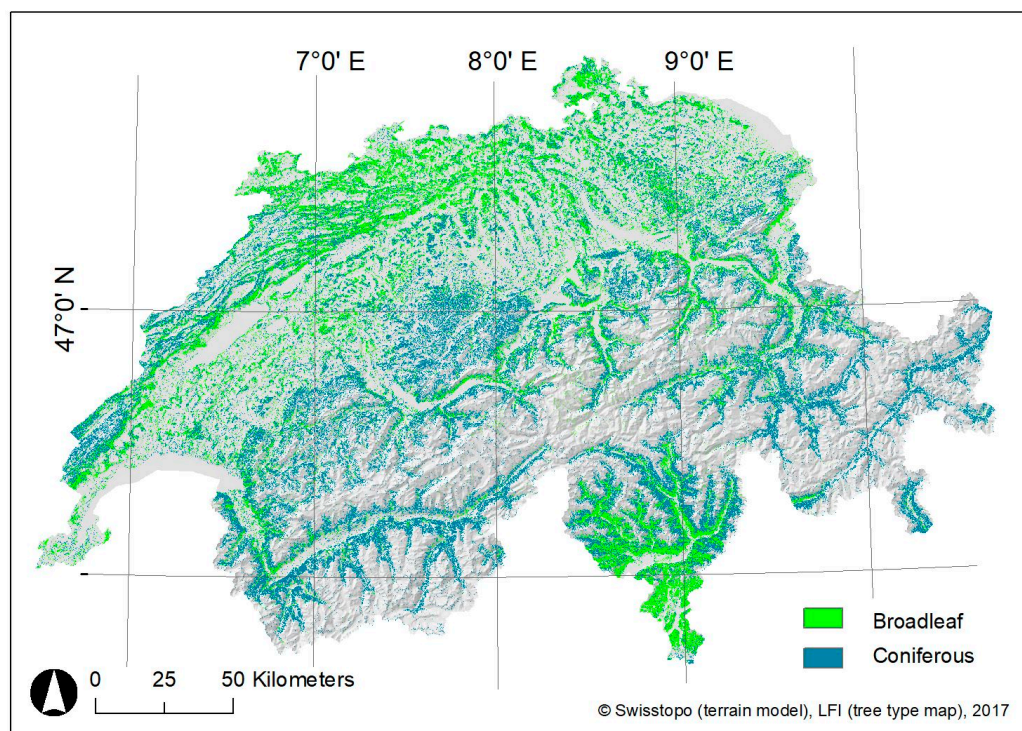 7°0' E 8°0' E 9°0' E
47°0' N
Broadleaf
Coniferous
0 25 50 Kilometers
© Swisstopo (terrain model), LFI (tree type map), 2017